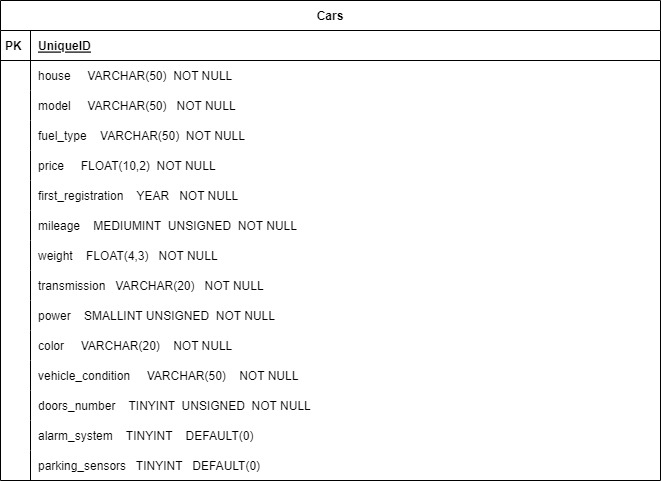 Cars
PK UniqueID
house VARCHAR(50) NOT NULL
model VARCHAR(50) NOT NULL
fuel_type VARCHAR(50) NOT NULL
price FLOAT(10,2) NOT NULL
first_registration YEAR NOT NULL
mileage MEDIUMINT UNSIGNED NOT NULL
weight FLOAT(4,3) NOT NULL
transmission VARCHAR(20) NOT NULL
power SMALLINT UNSIGNED NOT NULL
color VARCHAR(20) NOT NULL
vehicle_condition VARCHAR(50) NOT NULL
doors_number TINYINT UNSIGNED NOT NULL
alarm_system TINYINT DEFAULT(0)
parking_sensors TINYINT DEFAULT(0)